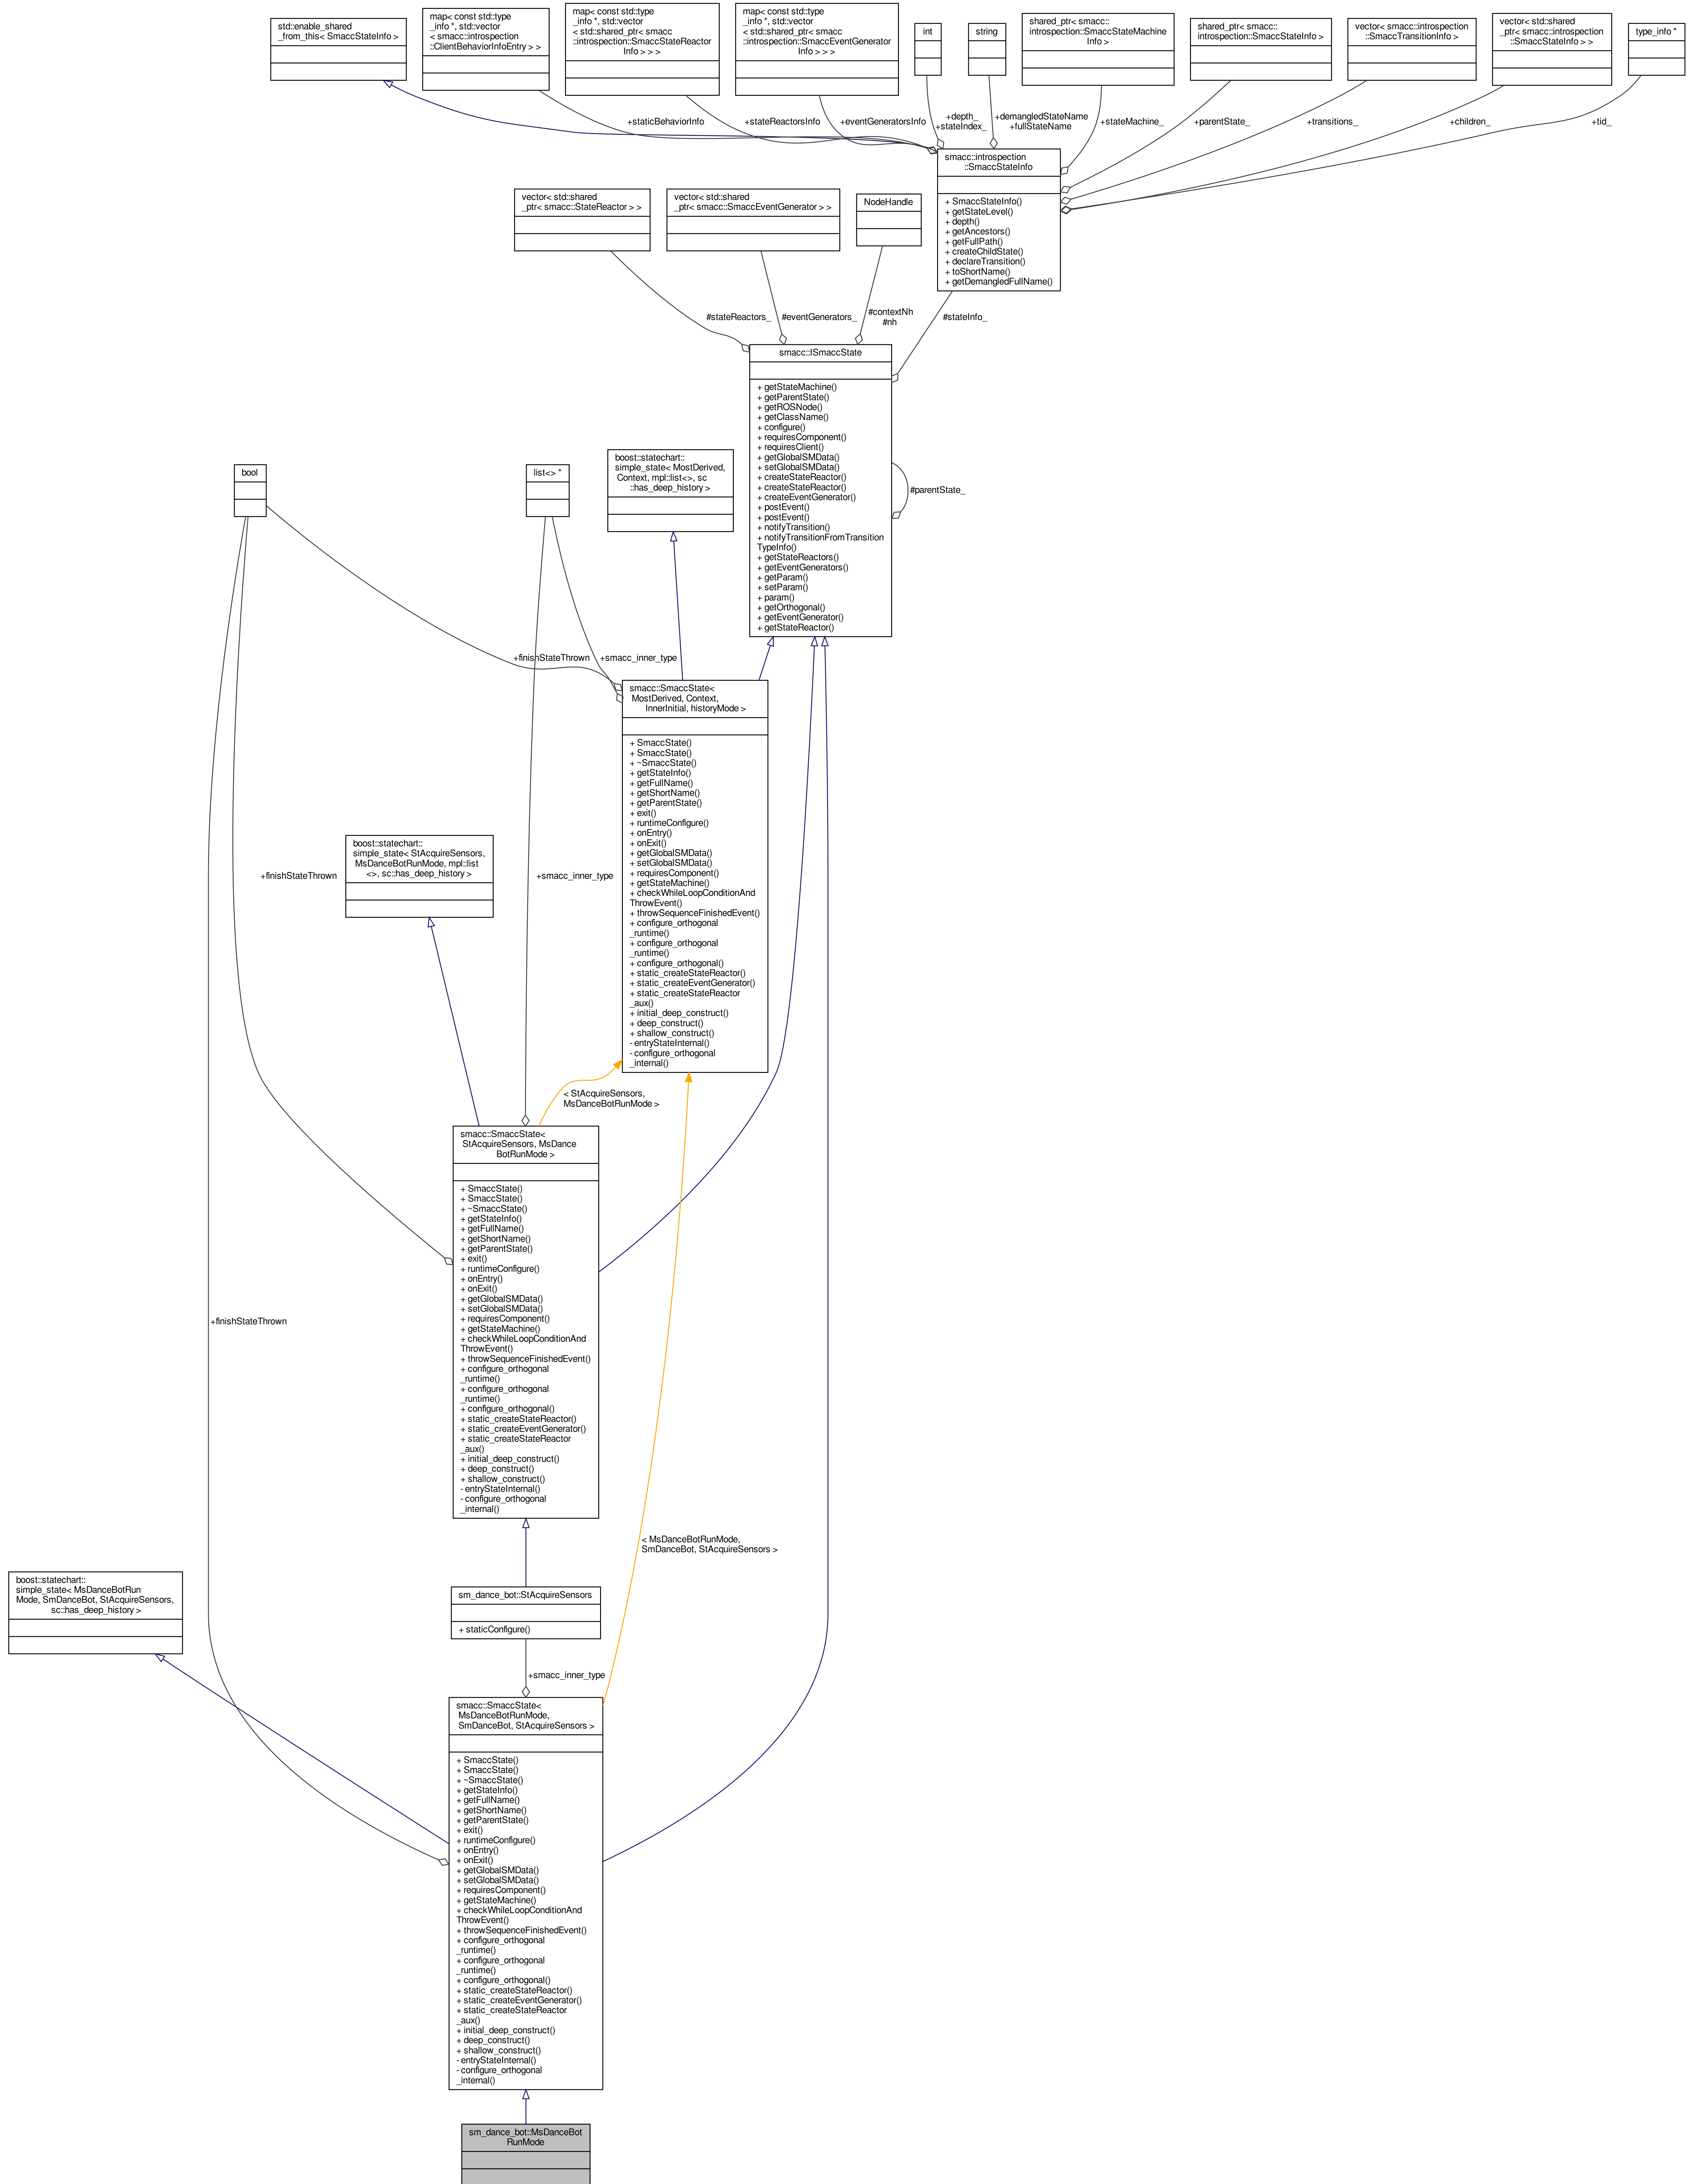 std::enable_shared
_from_this< SmaccStateInfo >
map< const std::type
_info *, std::vector
< smacc::introspection
::ClientBehaviorInfoEntry > >
map< const std::type
_info *, std::vector
< std::shared_ptr< smacc
::introspection::SmaccStateReactor
Info > > >
map< const std::type
_info *, std::vector
< std::shared_ptr< smacc
::introspection::SmaccEventGenerator
Info > > >
int
string
shared_ptr< smacc::
introspection::SmaccStateMachine
Info >
shared_ptr< smacc::
introspection::SmaccStateInfo >
vector< smacc::introspection
::SmaccTransitionInfo >
vector< std::shared
_ptr< smacc::introspection
::SmaccStateInfo > >
type_info *
+staticBehaviorInfo
+stateReactorsInfo
+eventGeneratorsInfo
+depth_
+stateIndex_
+demangledStateName
+fullStateName
+stateMachine_
+parentState_
+transitions_
+children_
+tid_
smacc::introspection
::SmaccStateInfo
+ SmaccStateInfo()
+ getStateLevel()
+ depth()
+ getAncestors()
+ getFullPath()
+ createChildState()
+ declareTransition()
+ toShortName()
+ getDemangledFullName()
vector< std::shared
_ptr< smacc::StateReactor > >
vector< std::shared
_ptr< smacc::SmaccEventGenerator > >
NodeHandle
#stateReactors_
#eventGenerators_
#contextNh
#nh
#stateInfo_
smacc::ISmaccState
+ getStateMachine()
+ getParentState()
+ getROSNode()
+ getClassName()
+ configure()
+ requiresComponent()
+ requiresClient()
+ getGlobalSMData()
+ setGlobalSMData()
+ createStateReactor()
+ createStateReactor()
+ createEventGenerator()
+ postEvent()
+ postEvent()
+ notifyTransition()
+ notifyTransitionFromTransition
TypeInfo()
+ getStateReactors()
+ getEventGenerators()
+ getParam()
+ setParam()
+ param()
+ getOrthogonal()
+ getEventGenerator()
+ getStateReactor()
#parentState_
bool
list<> *
boost::statechart::
simple_state< MostDerived,
Context, mpl::list<>, sc
::has_deep_history >
+finishStateThrown
+smacc_inner_type
smacc::SmaccState<
MostDerived, Context,
InnerInitial, historyMode >
+ SmaccState()
+ SmaccState()
+ ~SmaccState()
+ getStateInfo()
+ getFullName()
+ getShortName()
+ getParentState()
+ exit()
+ runtimeConfigure()
+ onEntry()
+ onExit()
+ getGlobalSMData()
+ setGlobalSMData()
+ requiresComponent()
+ getStateMachine()
+ checkWhileLoopConditionAnd
ThrowEvent()
+ throwSequenceFinishedEvent()
+ configure_orthogonal
_runtime()
+ configure_orthogonal
_runtime()
+ configure_orthogonal()
+ static_createStateReactor()
+ static_createEventGenerator()
+ static_createStateReactor
_aux()
+ initial_deep_construct()
+ deep_construct()
+ shallow_construct()
- entryStateInternal()
- configure_orthogonal
_internal()
boost::statechart::
simple_state< StAcquireSensors,
MsDanceBotRunMode, mpl::list
<>, sc::has_deep_history >
+finishStateThrown
+smacc_inner_type
< StAcquireSensors,
MsDanceBotRunMode >
smacc::SmaccState<
StAcquireSensors, MsDance
BotRunMode >
+ SmaccState()
+ SmaccState()
+ ~SmaccState()
+ getStateInfo()
+ getFullName()
+ getShortName()
+ getParentState()
+ exit()
+ runtimeConfigure()
+ onEntry()
+ onExit()
+ getGlobalSMData()
+ setGlobalSMData()
+ requiresComponent()
+ getStateMachine()
+ checkWhileLoopConditionAnd
ThrowEvent()
+ throwSequenceFinishedEvent()
+ configure_orthogonal
_runtime()
+ configure_orthogonal
_runtime()
+ configure_orthogonal()
+ static_createStateReactor()
+ static_createEventGenerator()
+ static_createStateReactor
_aux()
+ initial_deep_construct()
+ deep_construct()
+ shallow_construct()
- entryStateInternal()
- configure_orthogonal
_internal()
+finishStateThrown
< MsDanceBotRunMode,
SmDanceBot, StAcquireSensors >
boost::statechart::
simple_state< MsDanceBotRun
Mode, SmDanceBot, StAcquireSensors,
sc::has_deep_history >
sm_dance_bot::StAcquireSensors
+ staticConfigure()
+smacc_inner_type
smacc::SmaccState<
MsDanceBotRunMode,
SmDanceBot, StAcquireSensors >
+ SmaccState()
+ SmaccState()
+ ~SmaccState()
+ getStateInfo()
+ getFullName()
+ getShortName()
+ getParentState()
+ exit()
+ runtimeConfigure()
+ onEntry()
+ onExit()
+ getGlobalSMData()
+ setGlobalSMData()
+ requiresComponent()
+ getStateMachine()
+ checkWhileLoopConditionAnd
ThrowEvent()
+ throwSequenceFinishedEvent()
+ configure_orthogonal
_runtime()
+ configure_orthogonal
_runtime()
+ configure_orthogonal()
+ static_createStateReactor()
+ static_createEventGenerator()
+ static_createStateReactor
_aux()
+ initial_deep_construct()
+ deep_construct()
+ shallow_construct()
- entryStateInternal()
- configure_orthogonal
_internal()
sm_dance_bot::MsDanceBot
RunMode